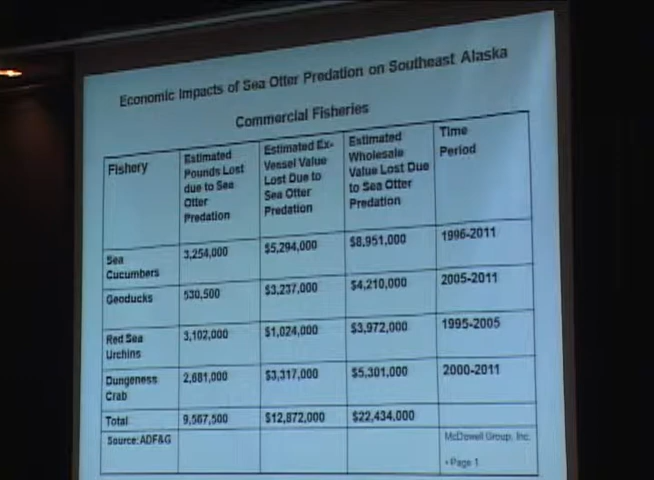 Economic Impacts of Sea Otter Predation on Southeast Alaska
Commercial Fisheries
Fishery
Estimated
Pounds Lost
due to Sea
Otter
Predation
Estimated Ex-
Vessel Value
Lost Due to
Sea Otter
Predation
Estimated
Wholesale
Value Lost Due
to Sea Otter
Predation
Time
Period
Sea
Cucumbers
3,254,000
$5,294,000
$8,951,000
1996-2011
Geoducks
530,500
$3,237,000
$4,210,000
2005-2011
Red Sea
Urchins
3,102,000
$1,024,000
$3,972,000
1995-2005
Dungeness
Crab
2,681,000
$3,317,000
$5,301,000
2000-2011
Total
9,567,500
$12,872,000
$22,434,000
Source: ADF&G
McDowell Group, Inc.
• Page 1